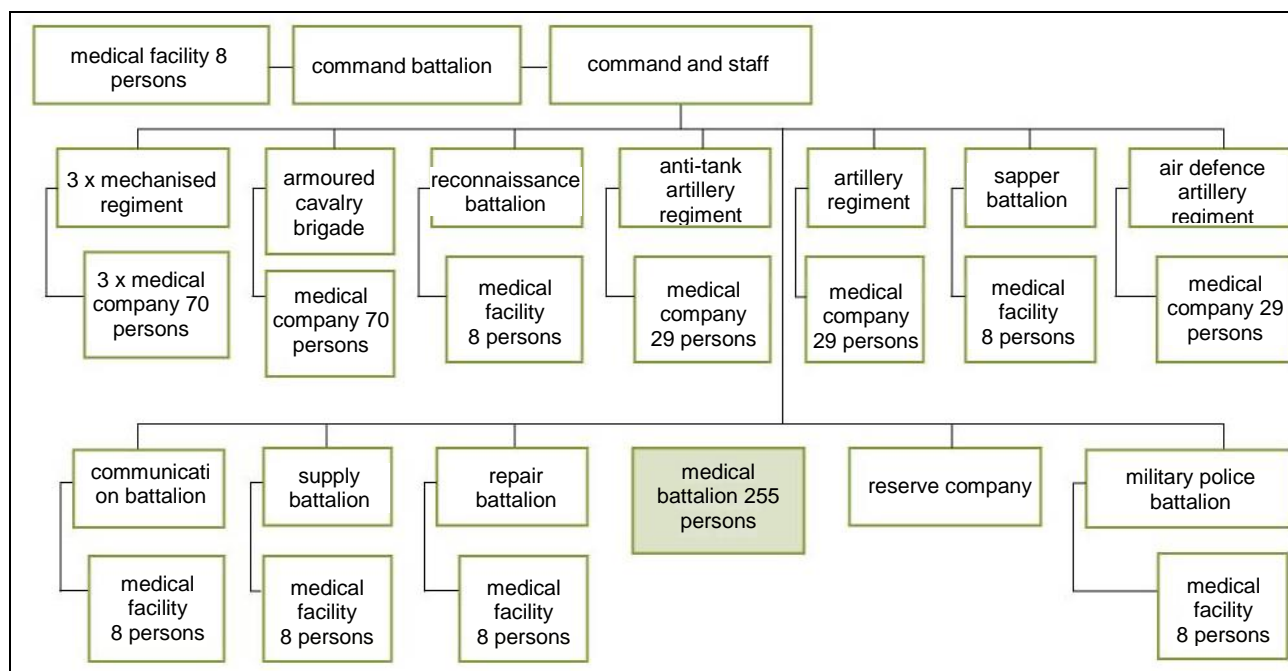 medical facility 8
persons
command battalion
command and staff
3 x mechanised
regiment
armoured
cavalry
brigade
reconnaissance
battalion
anti-tank
artillery
regiment
artillery
regiment
sapper
battalion
air defence
artillery
regiment
3 x medical
company 70
persons
medical
company 70
persons
medical
facility
8 persons
medical
company
29 persons
medical
company
29 persons
medical
facility
8 persons
medical
company 29
persons
communicati
on battalion
supply
battalion
repair
battalion
medical
battalion 255
persons
reserve company
military police
battalion
medical
facility
8 persons
medical
facility
8 persons
medical
facility
8 persons
medical
facility
8 persons